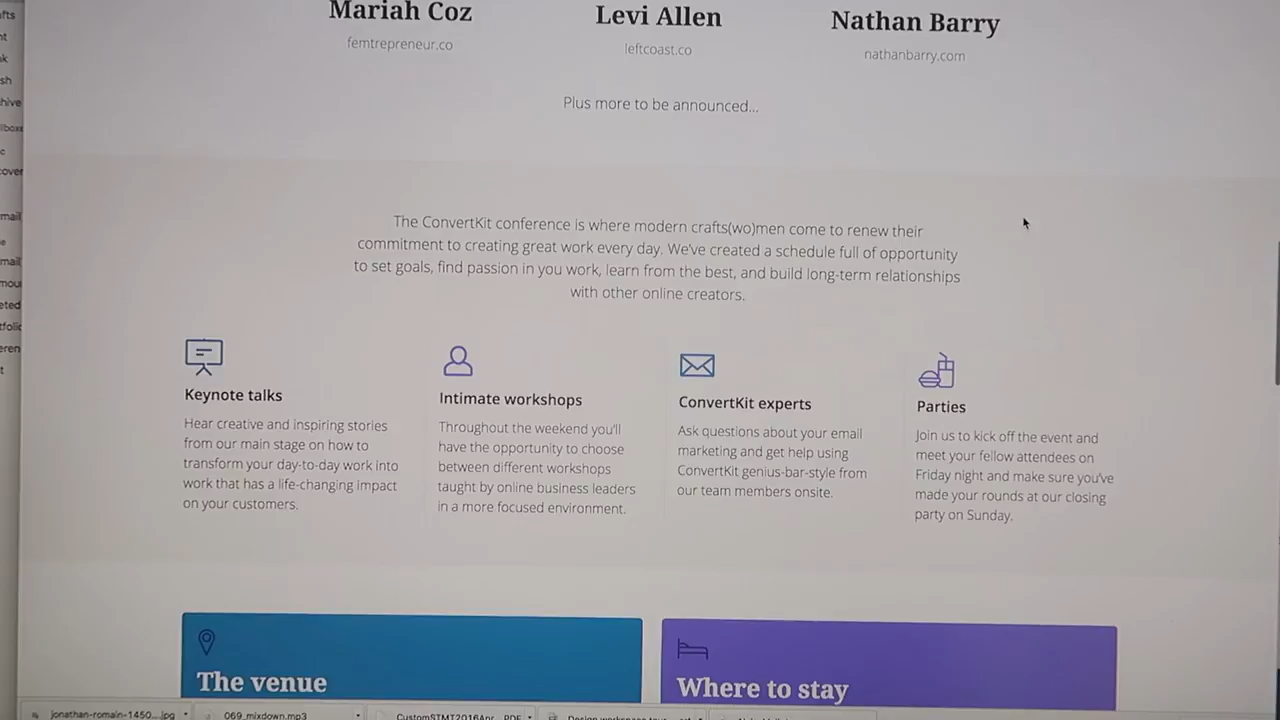 Mariah Coz
Levi Allen
Nathan Barry
femtrepreneur.co
leftcoast.co
nathanbarry.com
Plus more to be announced...
The ConvertKit conference is where modern crafts(wo)men come to renew their
commitment to creating great work every day. We've created a schedule full of opportunity
to set goals, find passion in you work, learn from the best, and build long-term relationships
with other online creators.
Keynote talks
Hear creative and inspiring stories
from our main stage on how to
transform your day-to-day work into
work that has a life-changing impact
on your customers.
Intimate workshops
Throughout the weekend you'll
have the opportunity to choose
between different workshops
taught by online business leaders
in a more focused environment.
ConvertKit experts
Ask questions about your email
marketing and get help using
ConvertKit genius-bar-style from
our team members onsite.
Parties
Join us to kick off the event and
meet your fellow attendees on
Friday night and make sure you've
made your rounds at our closing
party on Sunday.
The venue
Where to stay
jonathan-romain-1450....jpg
069_mixdown.mp3